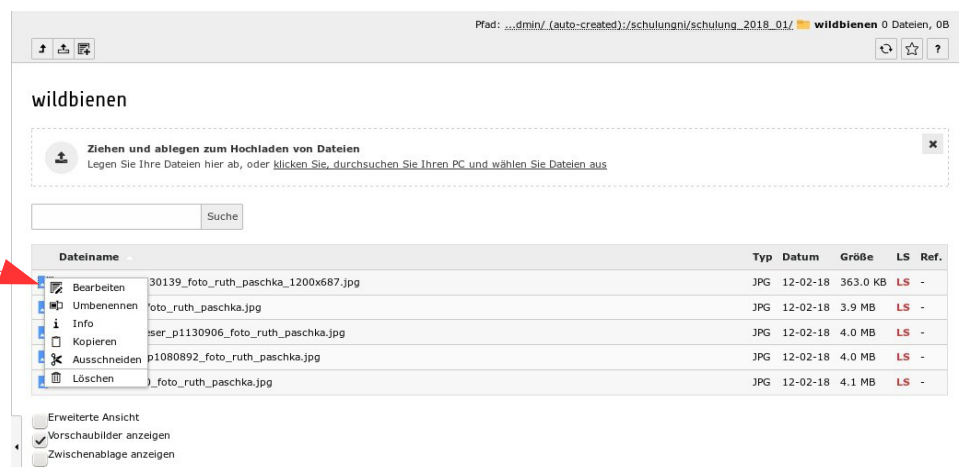 Pfad: ...dmin/ (auto-created):/schulungni/schulung_2018_01/ wildbienen 0 Dateien, 0B
?
wildbienen
Ziehen und ablegen zum Hochladen von Dateien
Legen Sie Ihre Dateien hier ab, oder klicken Sie, durchsuchen Sie Ihren PC und wählen Sie Dateien aus
Suche
Dateiname Typ Datum Größe LS Ref.
Bearbeiten 30139_foto_ruth_paschka_1200x687.jpg JPG 12-02-18 363.0 KB LS -
Umbenennen foto_ruth_paschka.jpg JPG 12-02-18 3.9 MB LS -
Info eser_p1130906_foto_ruth_paschka.jpg JPG 12-02-18 4.0 MB LS -
Kopieren
Ausschneiden p1080892_foto_ruth_paschka.jpg JPG 12-02-18 4.0 MB LS -
Löschen _foto_ruth_paschka.jpg JPG 12-02-18 4.1 MB LS -
Erweiterte Ansicht
Vorschaubilder anzeigen
Zwischenablage anzeigen